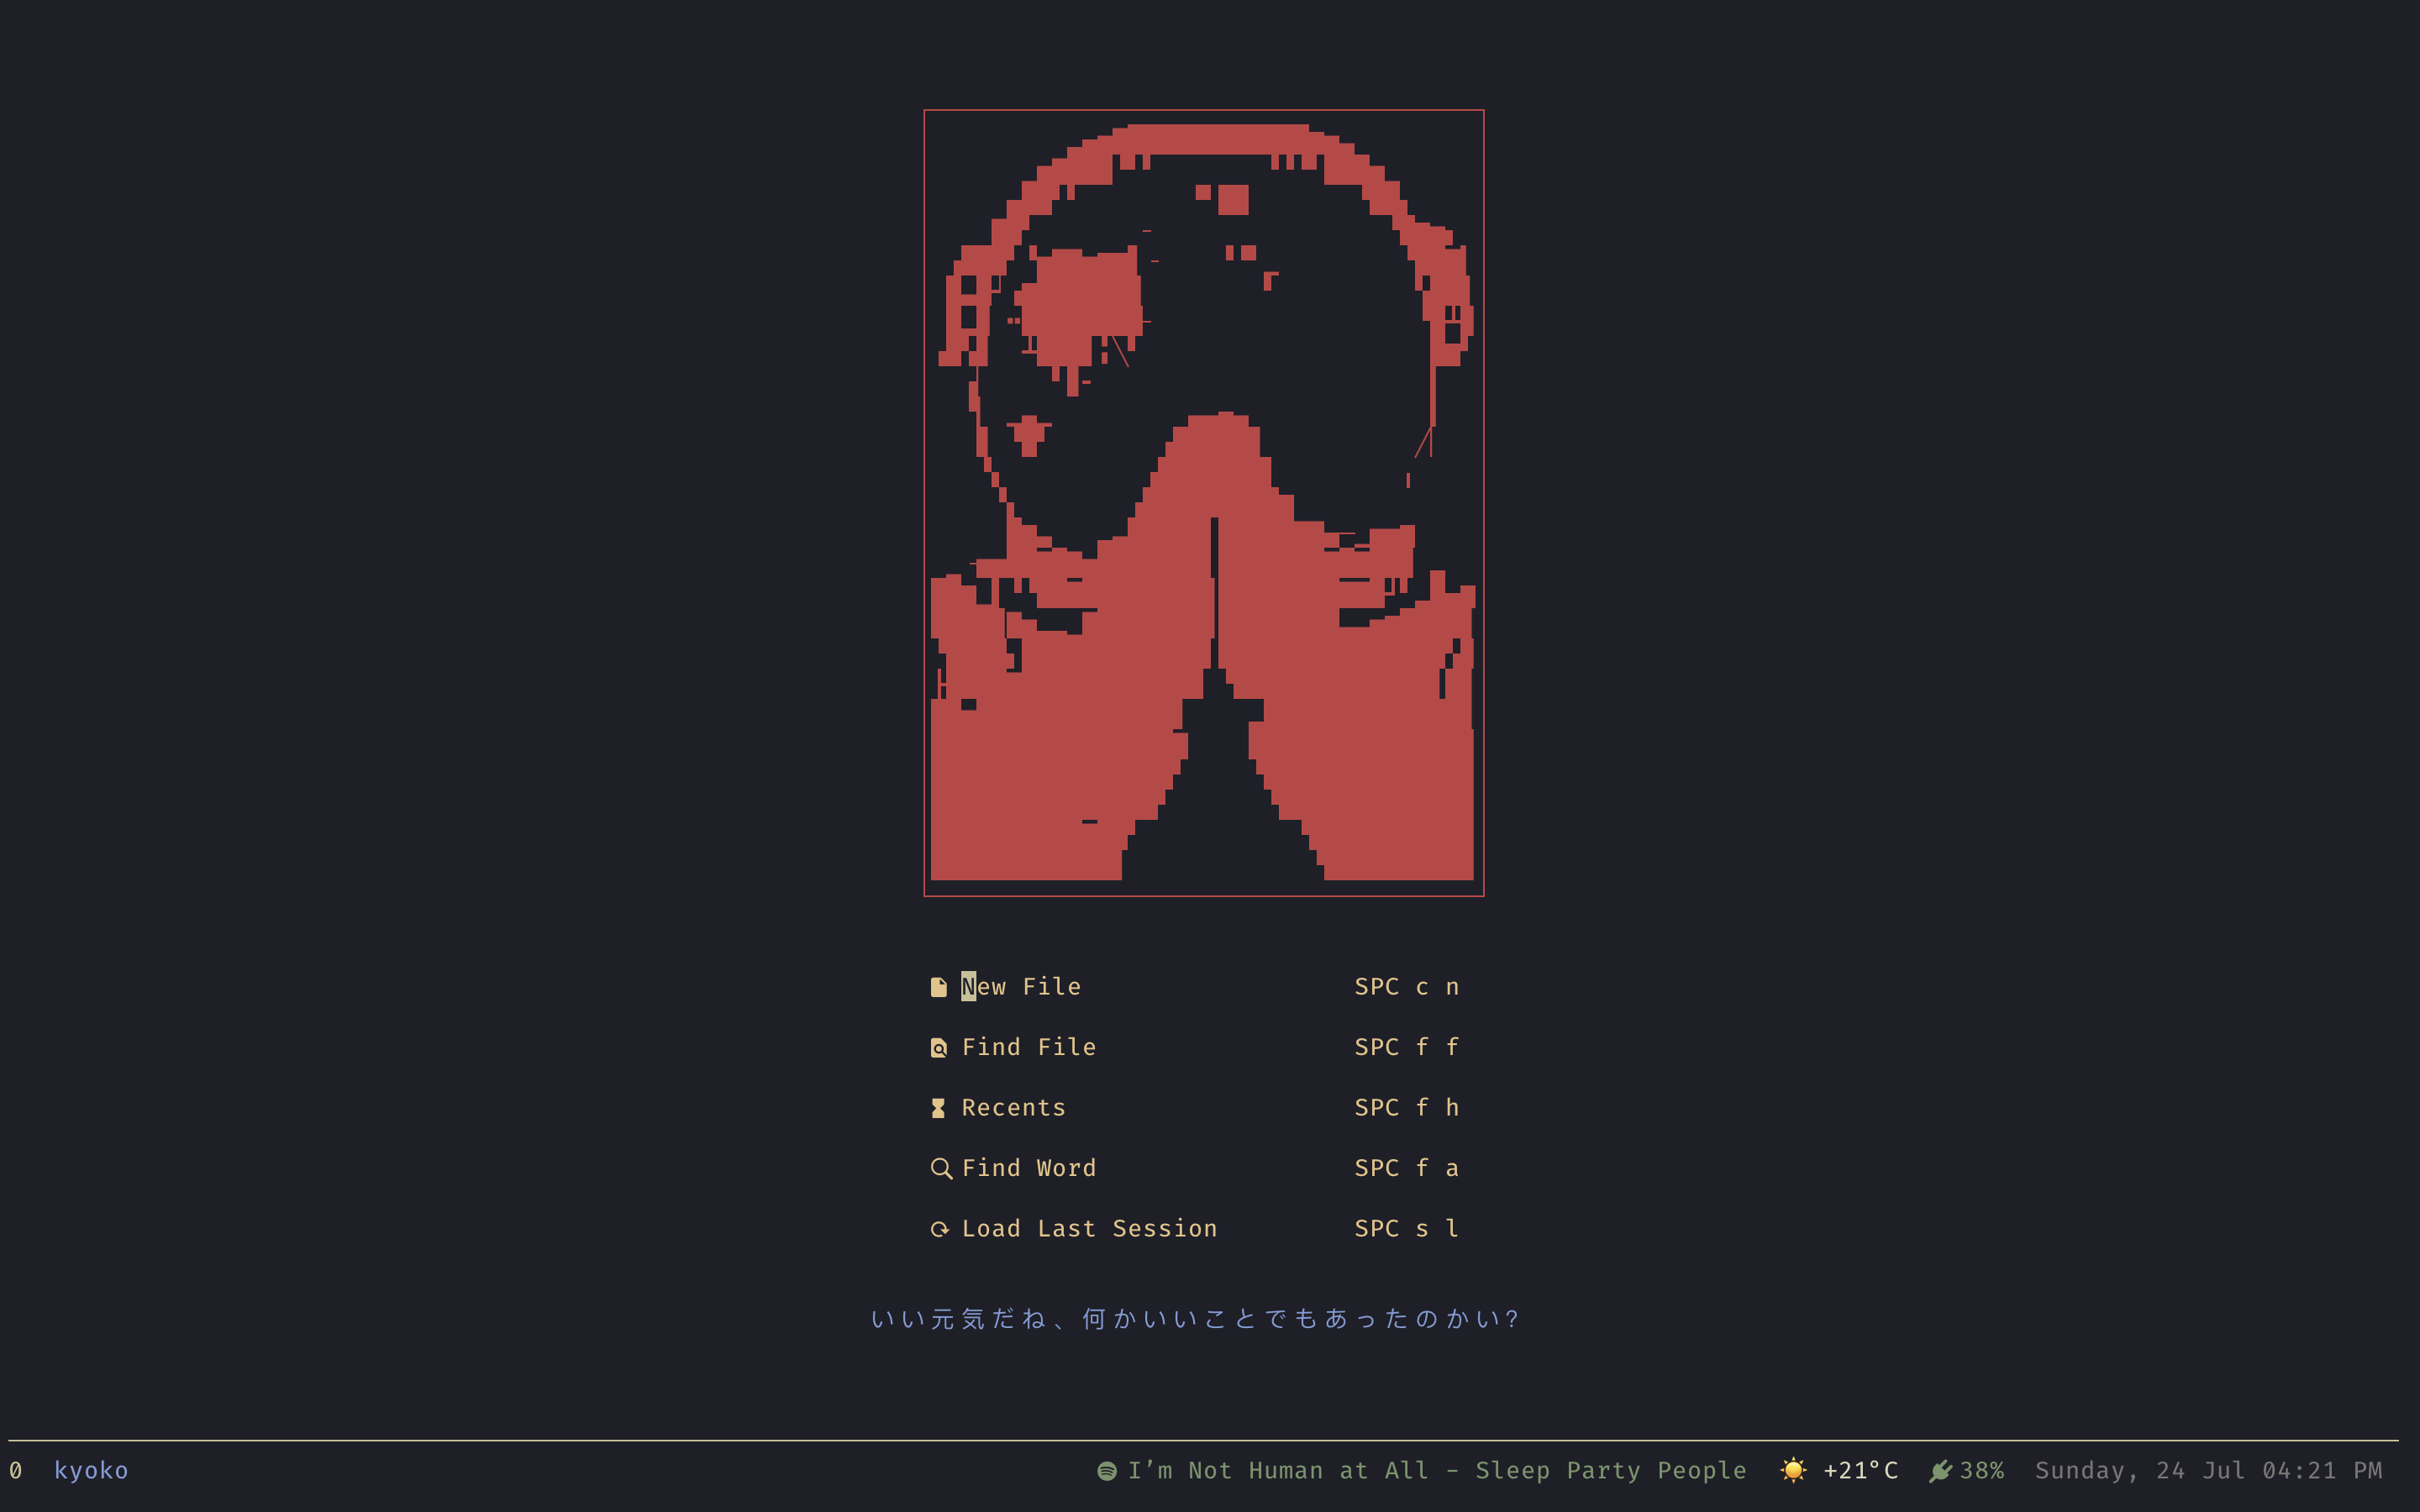 New File SPC c n
Find File SPC f f
Recents SPC f h
Find Word SPC f a
Load Last Session SPC s l
いい元気だね、何かいいことでもあったのかい?
0 kyoko I’m Not Human at All - Sleep Party People +21°C 38% Sunday, 24 Jul 04:21 PM